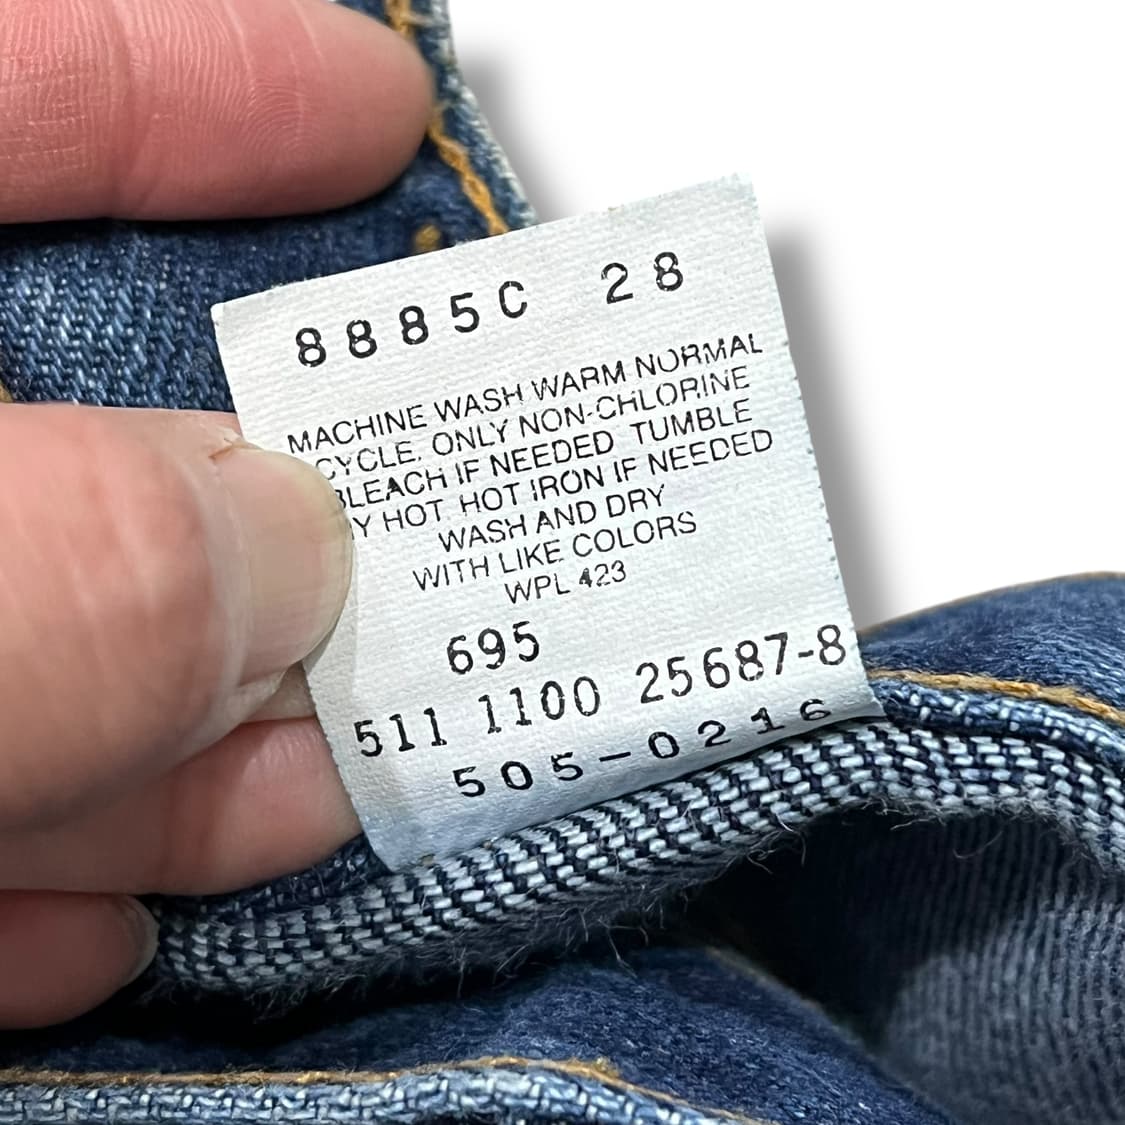 8885C 28
MACHINE WASH WARM NORMAL
CYCLE. ONLY NON-CHLORINE
BLEACH IF NEEDED TUMBLE
Y HOT. HOT IRON IF NEEDED
WASH AND DRY
WITH LIKE COLORS
WPL 423
695
511 1100 25687-8
505-0216